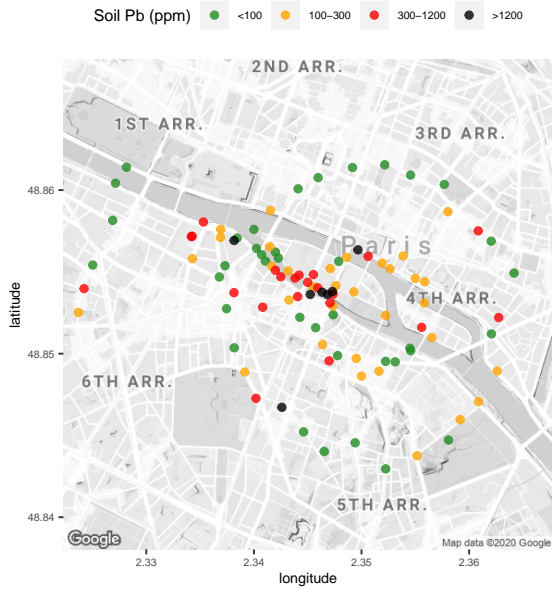 Soil Pb (ppm) <100 100−300 300−1200 >1200
2ND ARR.
1ST ARR.
3RD ARR.
48.86
Paris
latitude
4TH ARR.
48.85
6TH ARR.
5TH ARR.
48.84
Google
Map data ©2020 Google
2.33 2.34 2.35 2.36
longitude